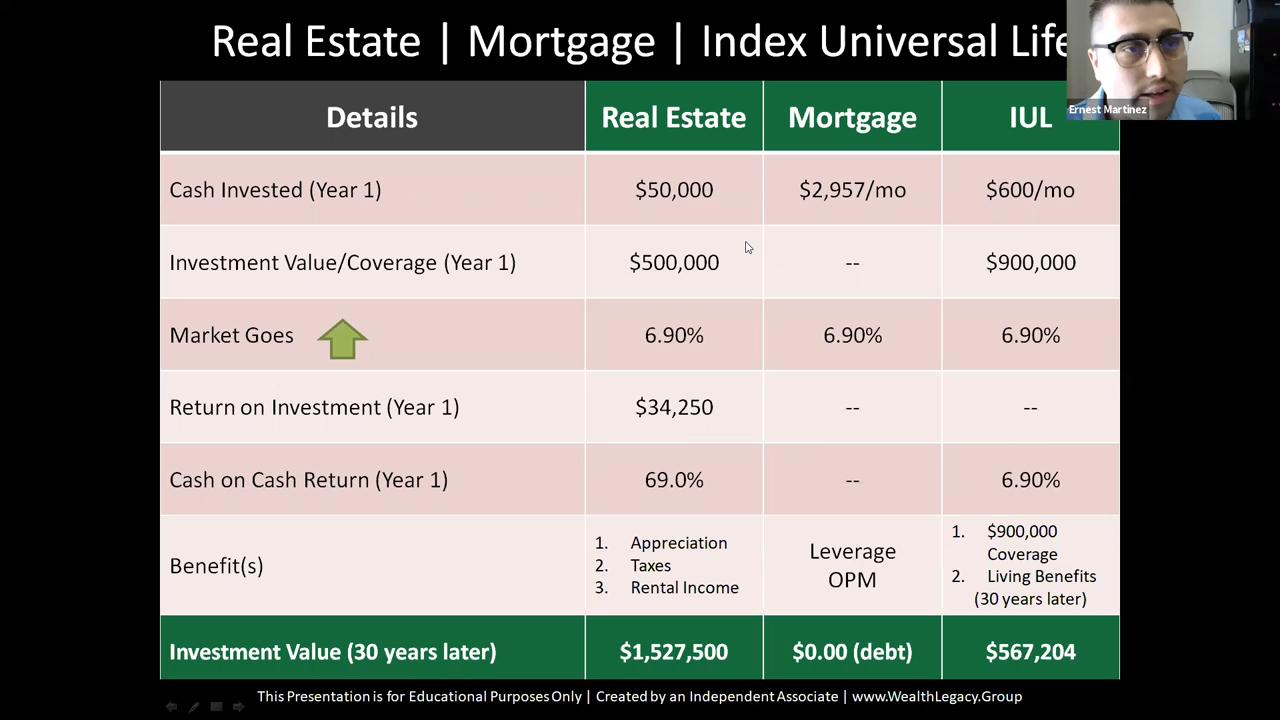 Real Estate | Mortgage | Index Universal Life
Ernest Martinez
Details Real Estate Mortgage IUL
Cash Invested (Year 1) $50,000 $2,957/mo $600/mo
Investment Value/Coverage (Year 1) $500,000 -- $900,000
Market Goes 6.90% 6.90% 6.90%
Return on Investment (Year 1) $34,250 -- --
Cash on Cash Return (Year 1) 69.0% -- 6.90%
Benefit(s)
1. Appreciation
2. Taxes
3. Rental Income
Leverage
OPM
1. $900,000
Coverage
2. Living Benefits
(30 years later)
Investment Value (30 years later) $1,527,500 $0.00 (debt) $567,204
This Presentation is for Educational Purposes Only | Created by an Independent Associate | www.WealthLegacy.Group